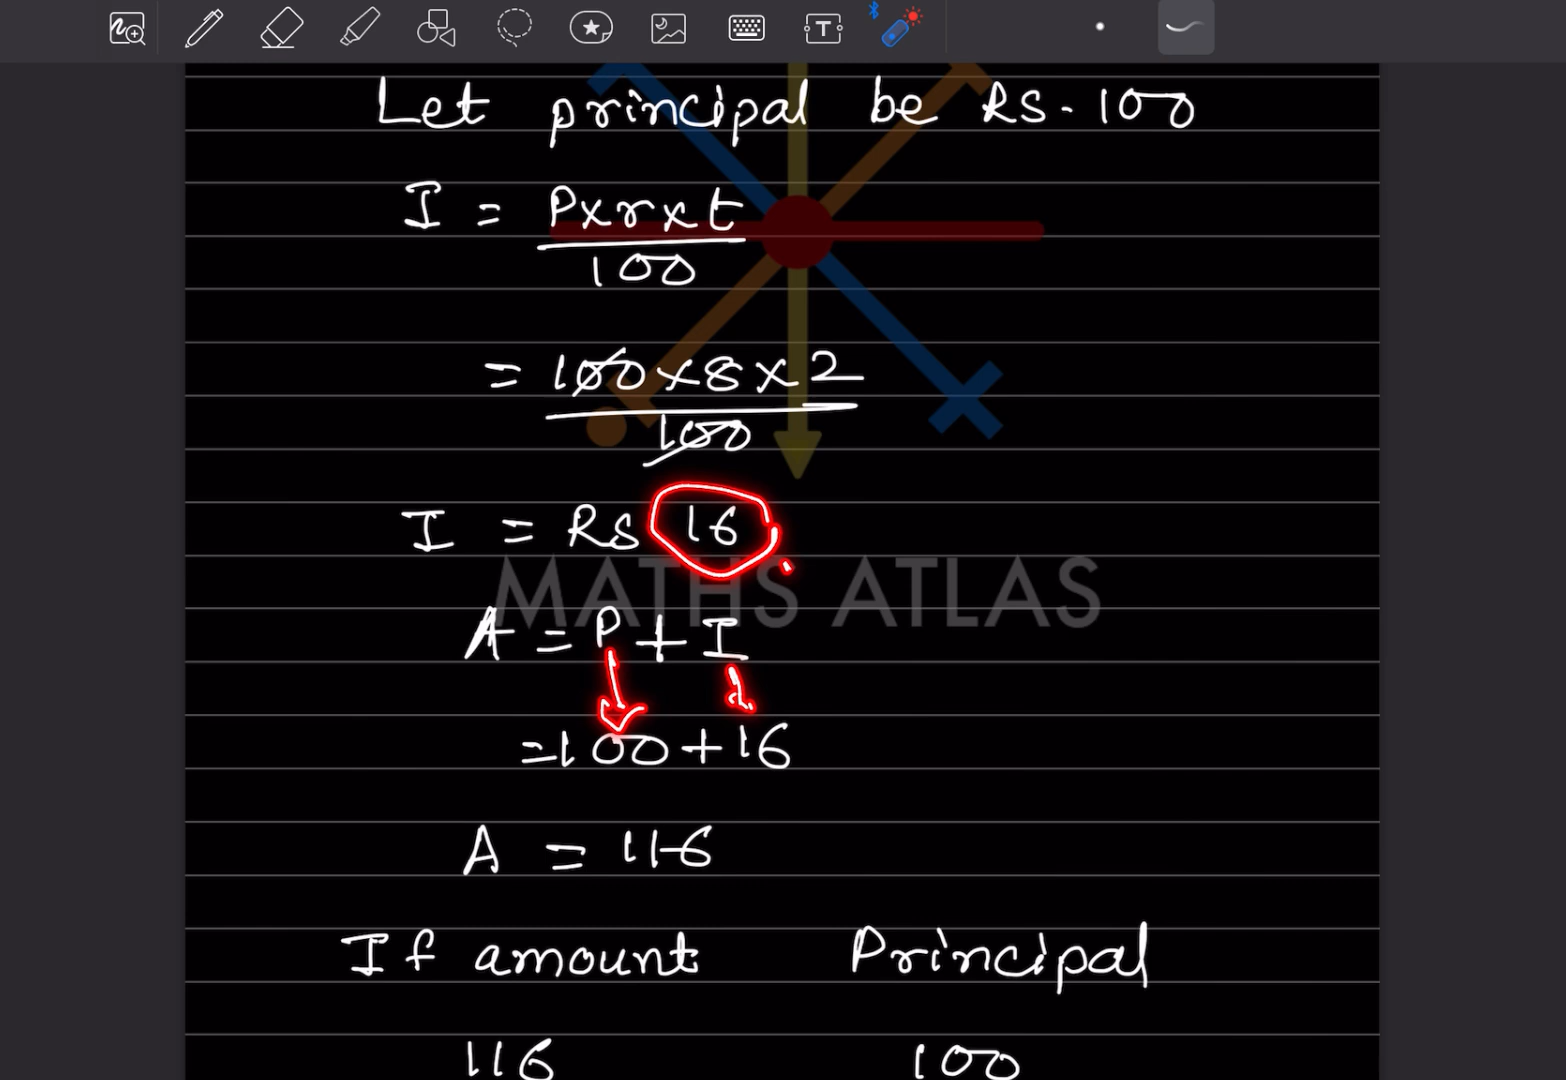 Let principal be RS. 100
I = P×r×t
100
= 100×8×2
100
I = RS 16
MATHS ATLAS
A = P+I
=100+16
A = 116
If amount Principal
116 100